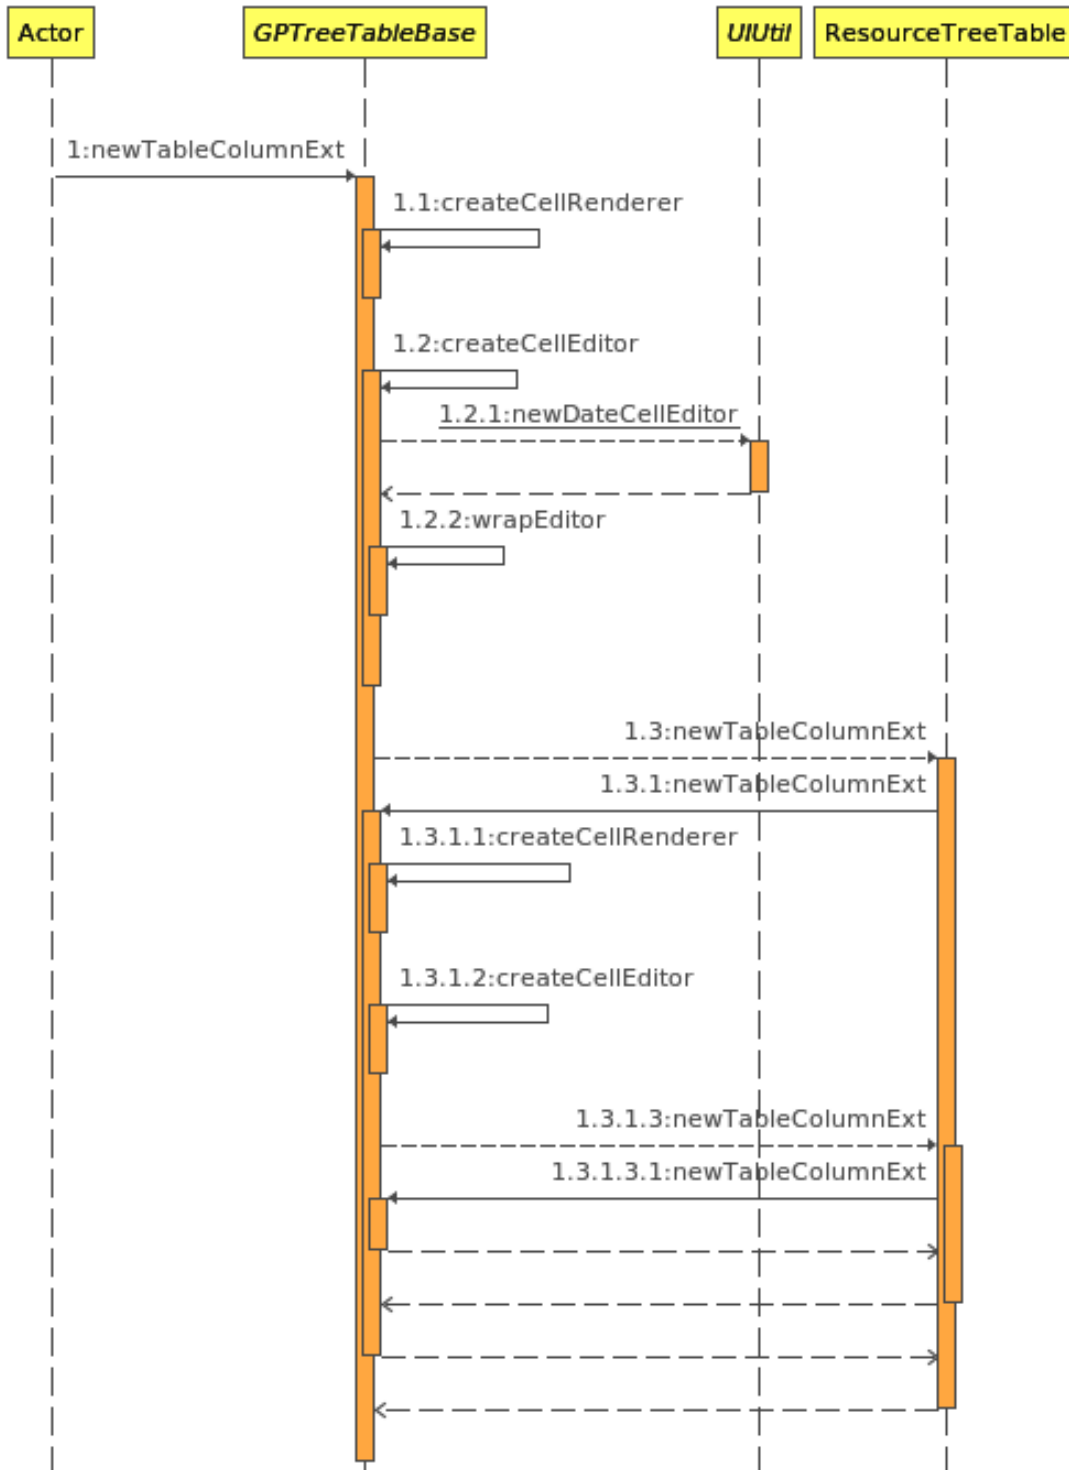 Actor
GPTreeTableBase
UIUtil
ResourceTreeTable
1:newTableColumnExt
1.1:createCellRenderer
1.2:createCellEditor
1.2.1:newDateCellEditor
1.2.2:wrapEditor
1.3:newTableColumnExt
1.3.1:newTableColumnExt
1.3.1.1:createCellRenderer
1.3.1.2:createCellEditor
1.3.1.3:newTableColumnExt
1.3.1.3.1:newTableColumnExt